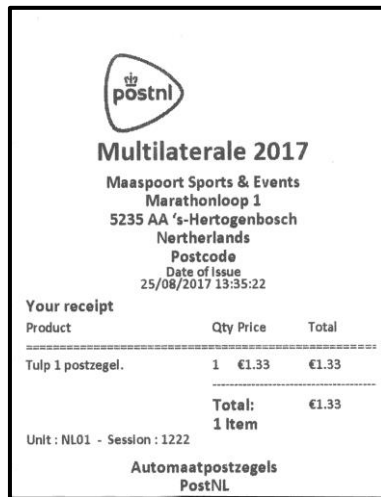 postnl
Multilaterale 2017
Maaspoort Sports & Events
Marathonloop 1
5235 AA ‘s-Hertogenbosch
Nertherlands
Postcode
Date of Issue
25/08/2017 13:35:22
Your receipt
Product Qty Price Total
================================================
Tulp 1 postzegel. 1 €1.33 €1.33
--------------------------------
Total: €1.33
1 Item
Unit : NL01 - Session : 1222
Automaatpostzegels
PostNL